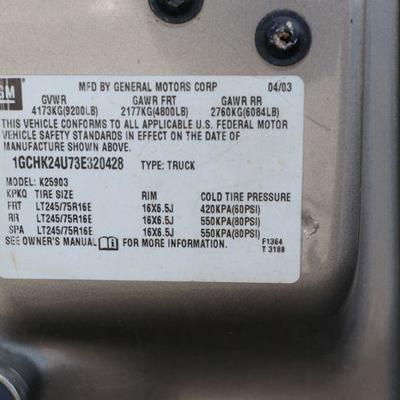 GM
MFD BY GENERAL MOTORS CORP 04/03
GVWR GAWR FRT GAWR RR
4173KG(9200LB) 2177KG(4800LB) 2760KG(6084LB)
THIS VEHICLE CONFORMS TO ALL APPLICABLE U.S. FEDERAL MOTOR
VEHICLE SAFETY STANDARDS IN EFFECT ON THE DATE OF
MANUFACTURE SHOWN ABOVE.
1GCHK24U73E320428 TYPE: TRUCK
MODEL: K25903
KPKQ TIRE SIZE RIM COLD TIRE PRESSURE
FRT LT245/75R16E 16X6.5J 420KPA(60PSI)
RR LT245/75R16E 16X6.5J 550KPA(80PSI)
SPA LT245/75R16E 16X6.5J 550KPA(80PSI)
SEE OWNER'S MANUAL FOR MORE INFORMATION F1364
T 3188